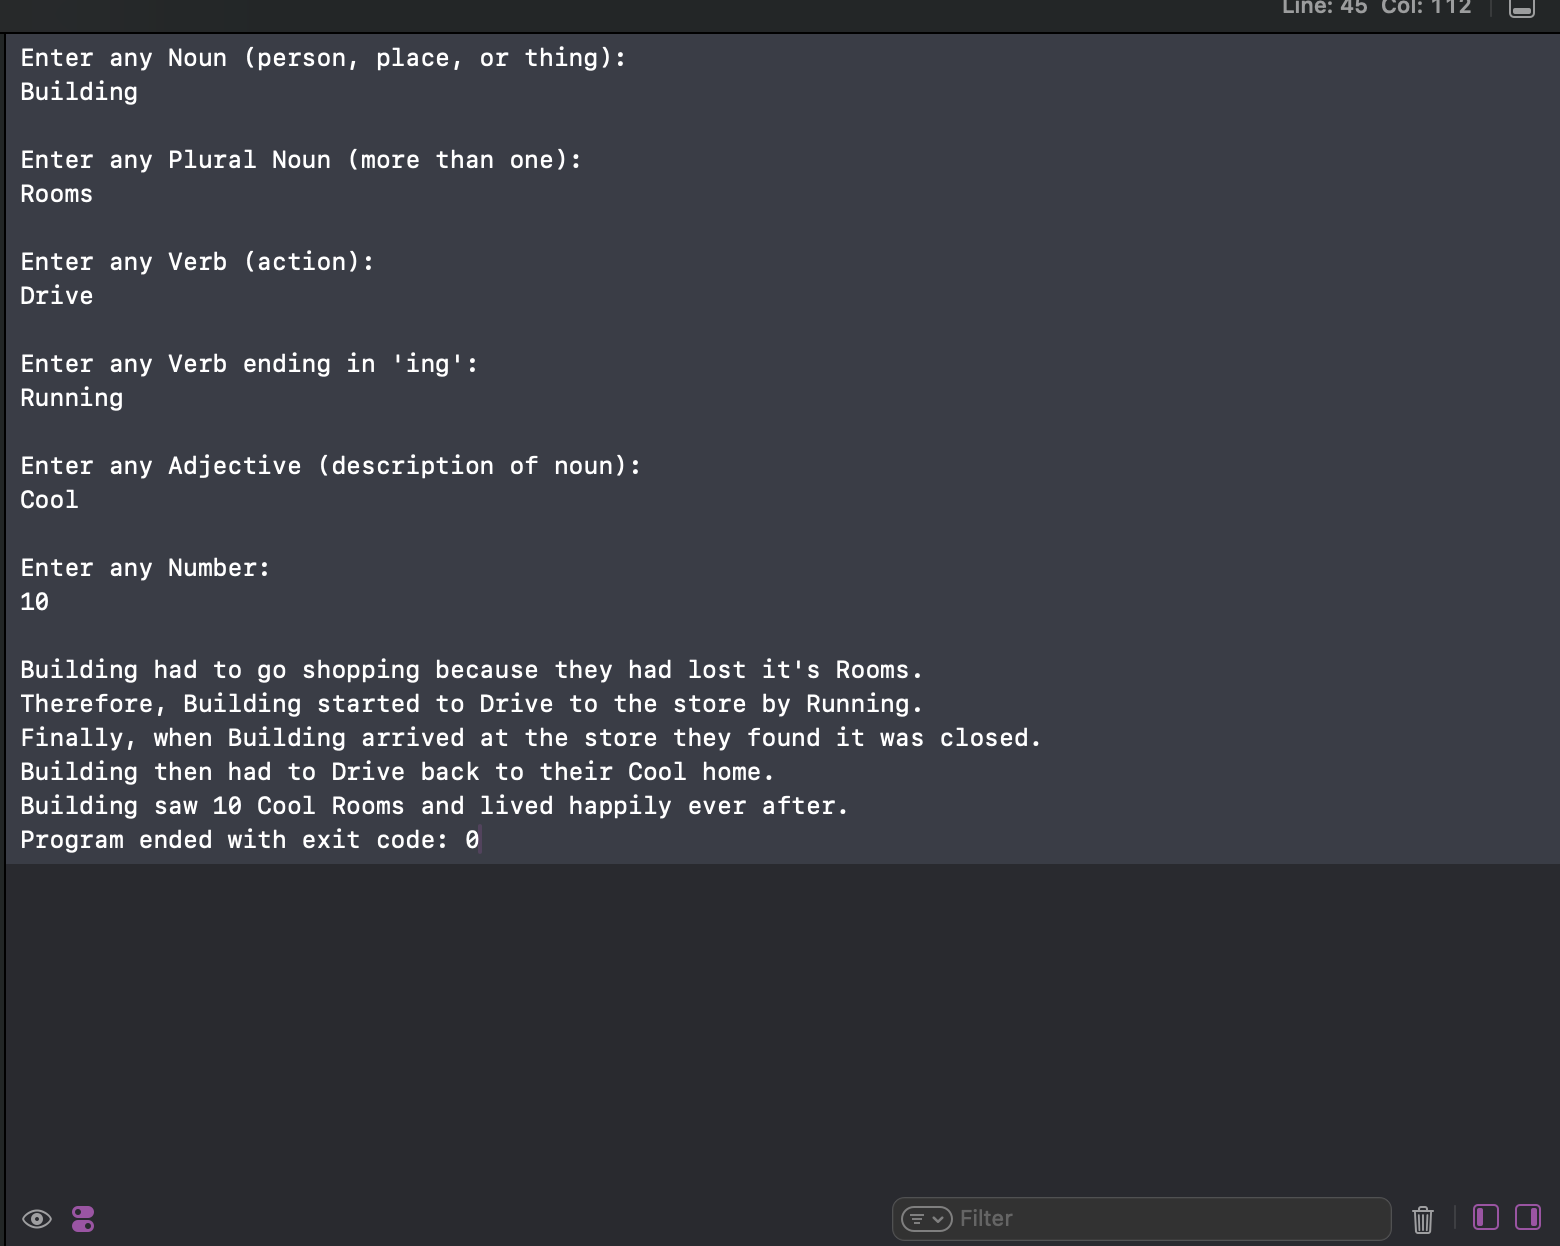 Line: 45 Col: 112
Enter any Noun (person, place, or thing):
Building
Enter any Plural Noun (more than one):
Rooms
Enter any Verb (action):
Drive
Enter any Verb ending in 'ing':
Running
Enter any Adjective (description of noun):
Cool
Enter any Number:
10
Building had to go shopping because they had lost it's Rooms.
Therefore, Building started to Drive to the store by Running.
Finally, when Building arrived at the store they found it was closed.
Building then had to Drive back to their Cool home.
Building saw 10 Cool Rooms and lived happily ever after.
Program ended with exit code: 0
Filter